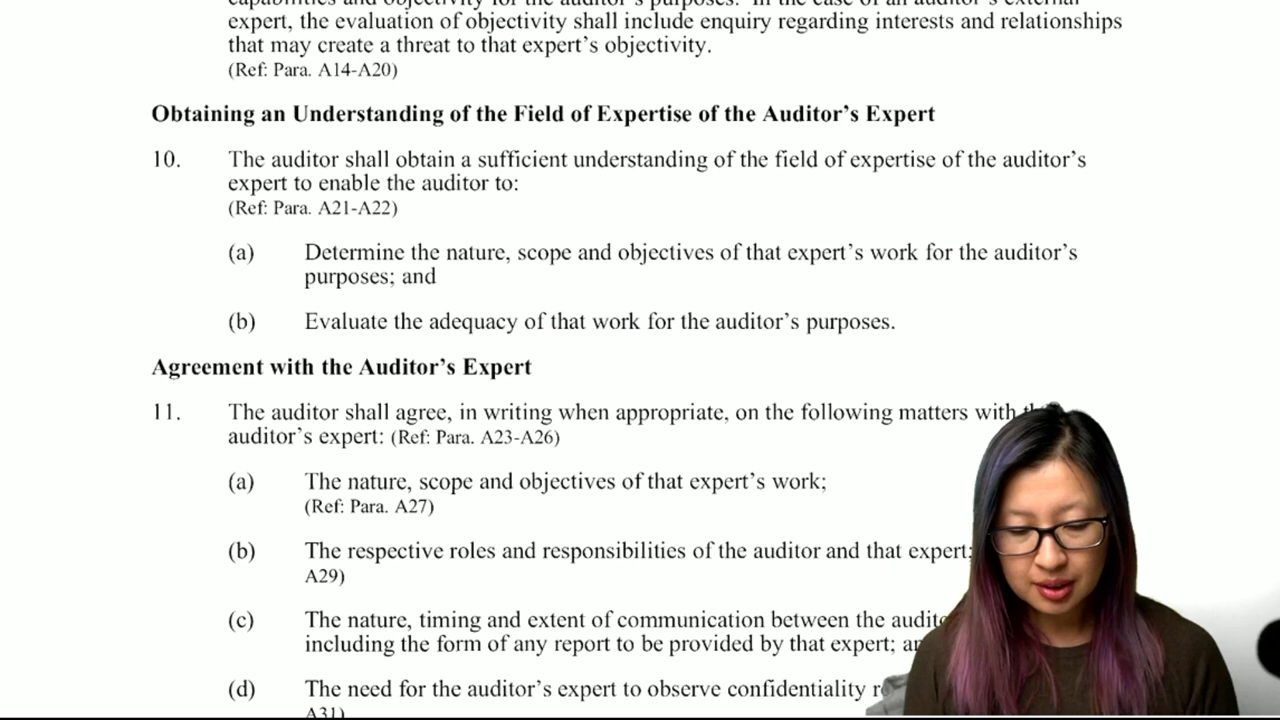 expert, the evaluation of objectivity shall include enquiry regarding interests and relationships
that may create a threat to that expert's objectivity.
(Ref: Para. A14-A20)
Obtaining an Understanding of the Field of Expertise of the Auditor's Expert
10. The auditor shall obtain a sufficient understanding of the field of expertise of the auditor's
expert to enable the auditor to:
(Ref: Para. A21-A22)
(a) Determine the nature, scope and objectives of that expert's work for the auditor's
purposes; and
(b) Evaluate the adequacy of that work for the auditor's purposes.
Agreement with the Auditor's Expert
11. The auditor shall agree, in writing when appropriate, on the following matters with
auditor's expert: (Ref: Para. A23-A26)
(a) The nature, scope and objectives of that expert's work;
(Ref: Para. A27)
(b) The respective roles and responsibilities of the auditor and that expert;
A29)
(c) The nature, timing and extent of communication between the
including the form of any report to be provided by that expert;
(d) The need for the auditor's expert to observe confidentiality
A31)